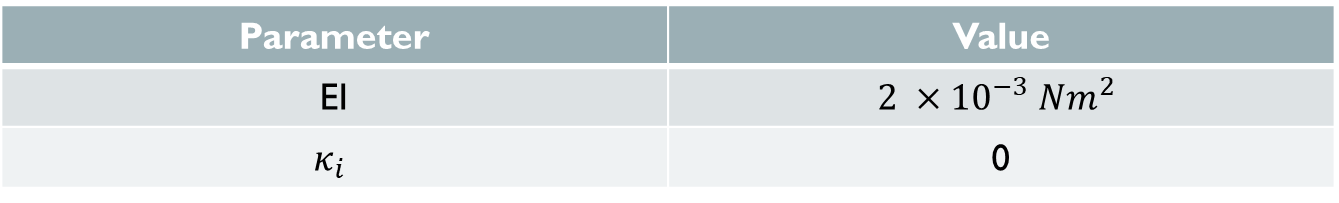 Parameter Value
EI 2 × 10⁻³ Nm²
κᵢ 0